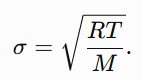 σ = √(RT/M).